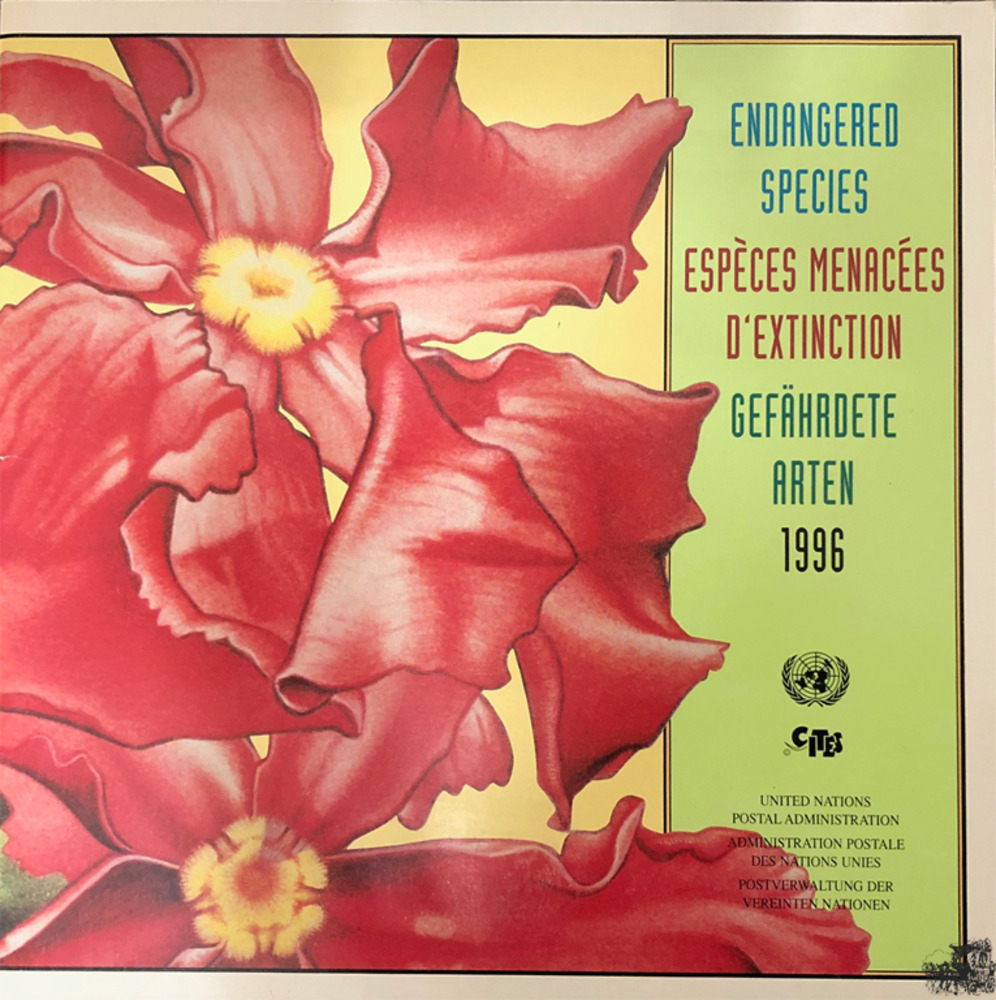 ENDANGERED
SPECIES
ESPÈCES MENACÉES
D'EXTINCTION
GEFÄHRDETE
ARTEN
1996
© CITES
UNITED NATIONS
POSTAL ADMINISTRATION
ADMINISTRATION POSTALE
DES NATIONS UNIES
POSTVERWALTUNG DER
VEREINTEN NATIONEN